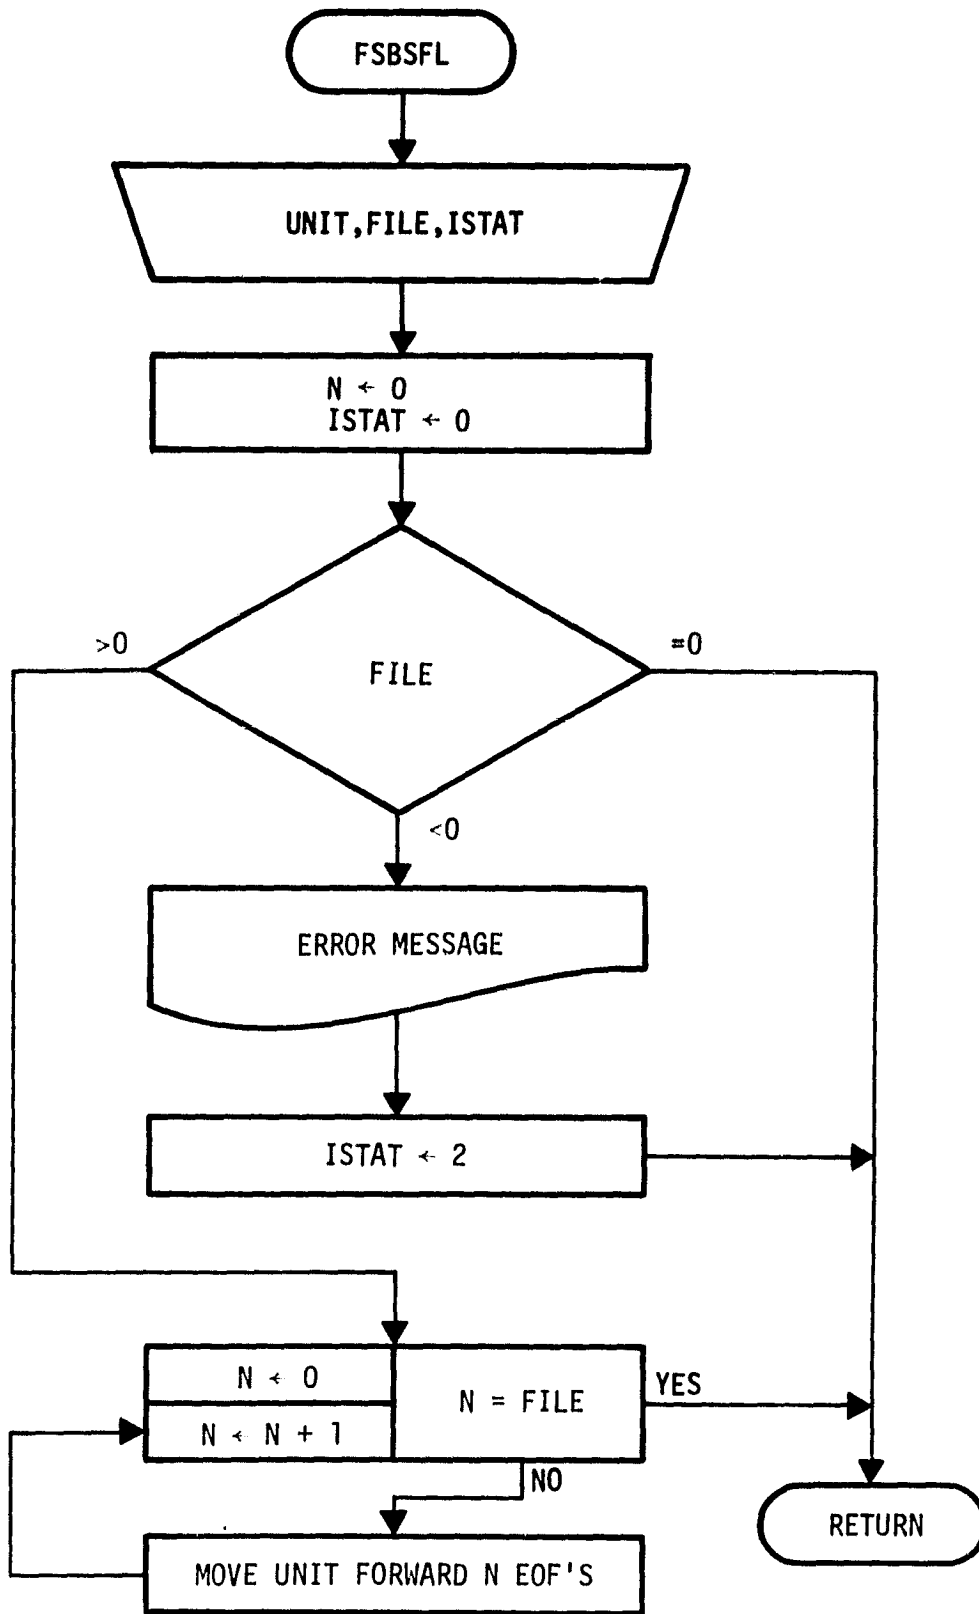 FSBSFL
UNIT,FILE,ISTAT
N ← 0
ISTAT ← 0
>0
=0
FILE
<0
ERROR MESSAGE
ISTAT ← 2
N ← 0
N = FILE
YES
N ← N + 1
NO
RETURN
MOVE UNIT FORWARD N EOF'S